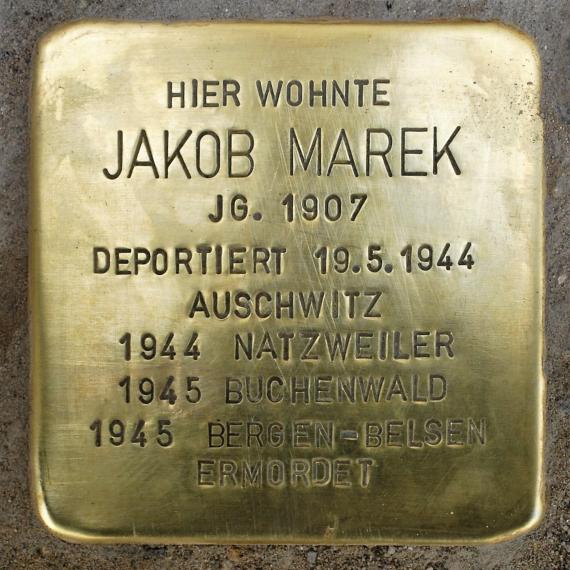 HIER WOHNTE
JAKOB MAREK
JG. 1907
DEPORTIERT 19.5.1944
AUSCHWITZ
1944 NATZWEILER
1945 BUCHENWALD
1945 BERGEN-BELSEN
ERMORDET